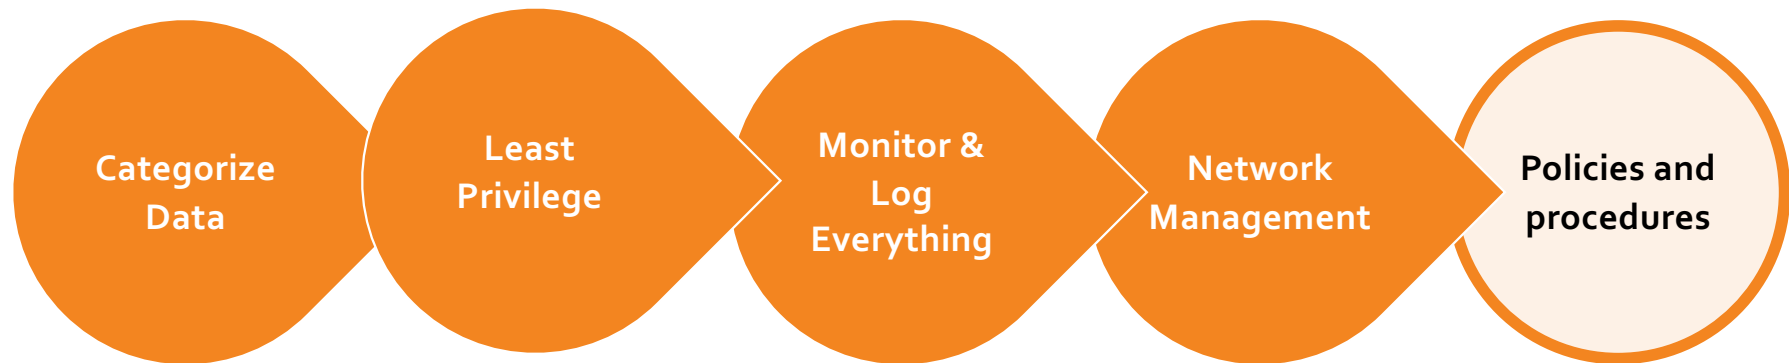 Categorize
Data
Least
Privilege
Monitor &
Log
Everything
Network
Management
Policies and
procedures